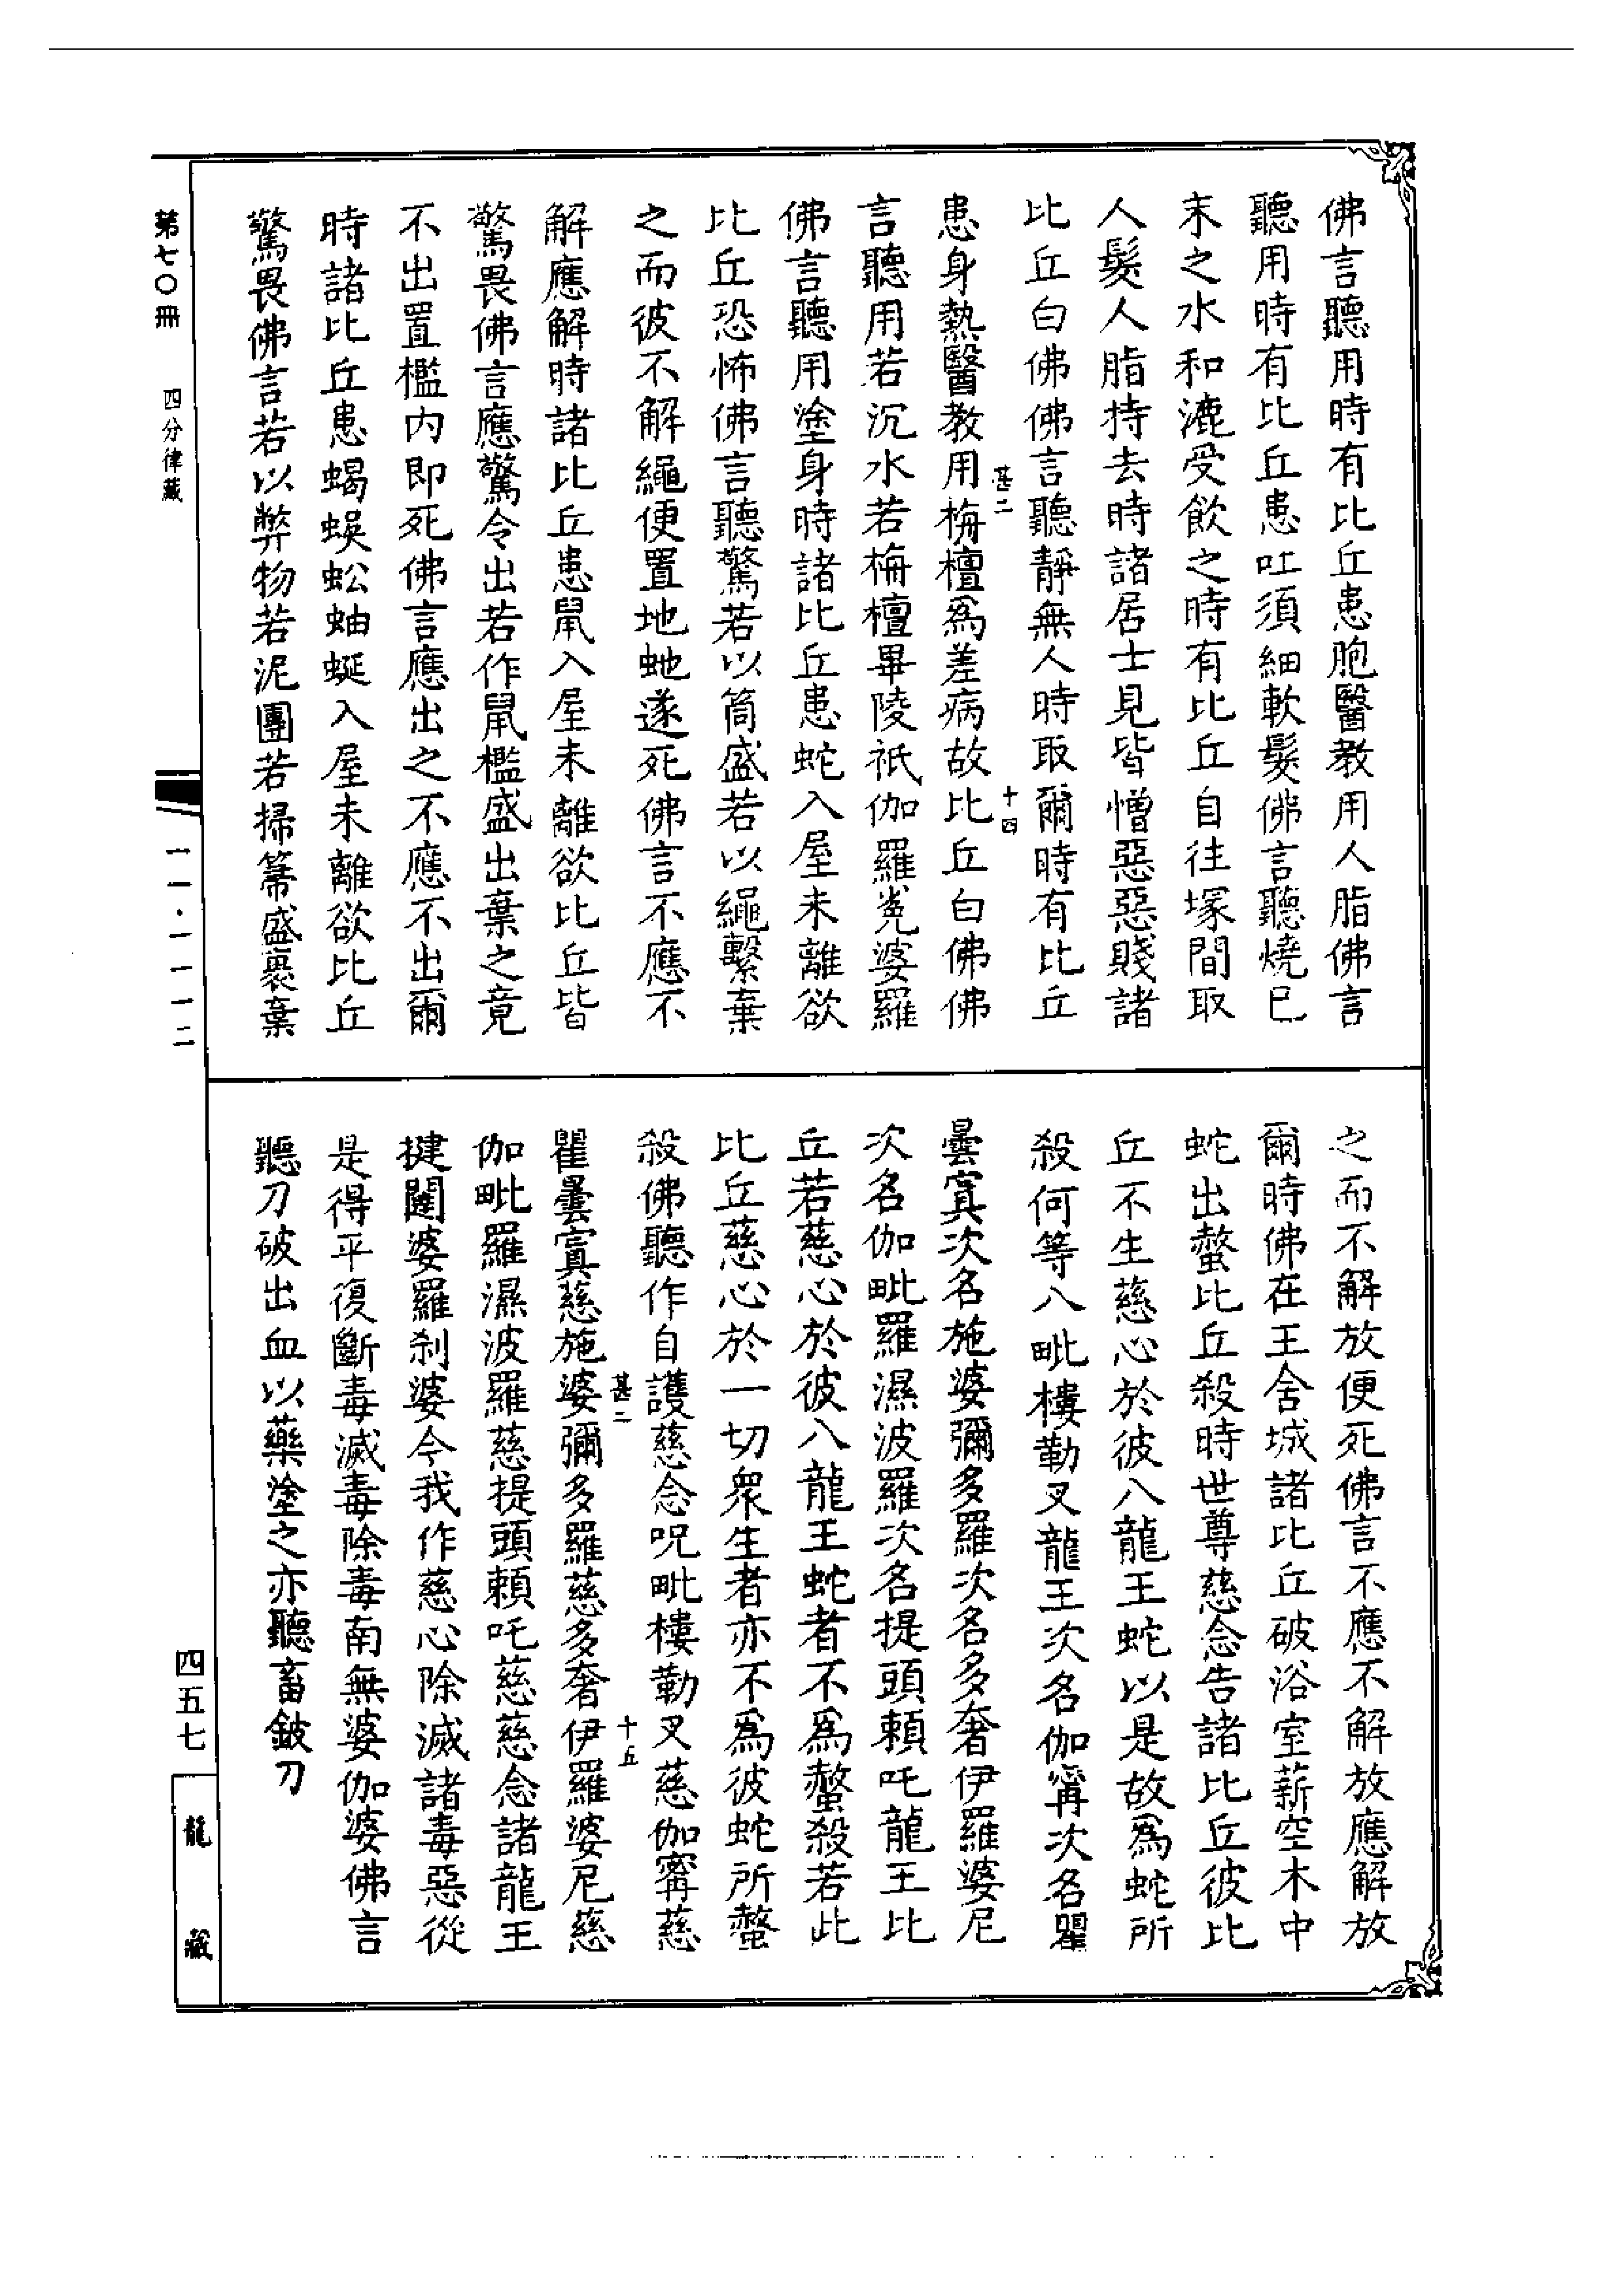 佛言聽用時有比丘患胞醫教用人脂佛言
聽用時有比丘患吐須細軟髮佛言聽燒已
末之水和漉受飲之時有比丘自往塚間取
人髮人脂持去時諸居士見皆憎惡惡賤諸
比丘白佛佛言聽靜無人時取爾時有比丘
甚二
十四
患身熱醫教用栴檀爲差病故比丘白佛佛
言聽用若沉水若栴檀畢陵祇伽羅婆羅
佛言聽用塗身時諸比丘患蛇入屋未離欲
比丘恐怖佛言聽驚若以筒盛若以繩繫棄
之而彼不解繩便置地虵遂死佛言不應不
解應解時諸比丘患鼠入屋未離欲比丘皆
驚畏佛言應驚令出若作鼠檻盛出棄之竟
不出置檻内即死佛言應出之不應不出爾
時諸比丘患蝎蜈蚣蚰蜒入屋未離欲比丘
驚畏佛言若以弊物若泥團若掃箒盛裹棄
之而不解放便死佛言不應不解放應解放
爾時佛在王舍城諸比丘破浴室薪空木中
蛇出螫比丘殺時世尊慈念告諸比丘彼比
丘不生慈心於彼八龍王蛇以是故爲蛇所
殺何等八毗樓勒叉龍王次名伽寗次名瞿
曇寘次名施婆彌多羅次名多奢伊羅婆尼
次名伽毗羅濕波羅次名提頭賴吒龍王比
丘若慈心於彼八龍王蛇者不爲螫殺若此
比丘慈心於一切衆生者亦不爲彼蛇所螫
殺佛聽作自護慈念呪毗樓勒叉慈伽寗慈
甚二
十五
瞿曇寘慈施婆彌多羅慈多奢伊羅婆尼慈
伽毗羅濕波羅慈提頭賴吒慈慈念諸龍王
揵闥婆羅刹婆今我作慈心除滅諸毒惡從
是得平復斷毒滅毒除毒南無婆伽婆佛言
聽刀破出血以藥塗之亦聽畜鈹刀
第七〇冊
四分律藏
一一·一一一二
四五七
龍藏